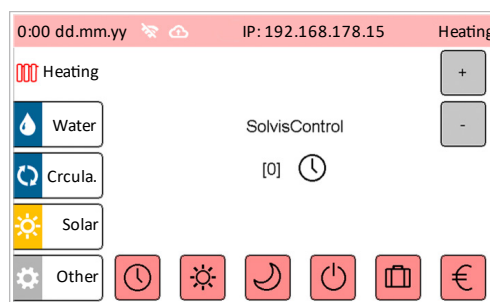 0:00 dd.mm.yy IP: 192.168.178.15 Heating
Heating
+
Water
SolvisControl
-
Crcula.
[0]
Solar
Other
€